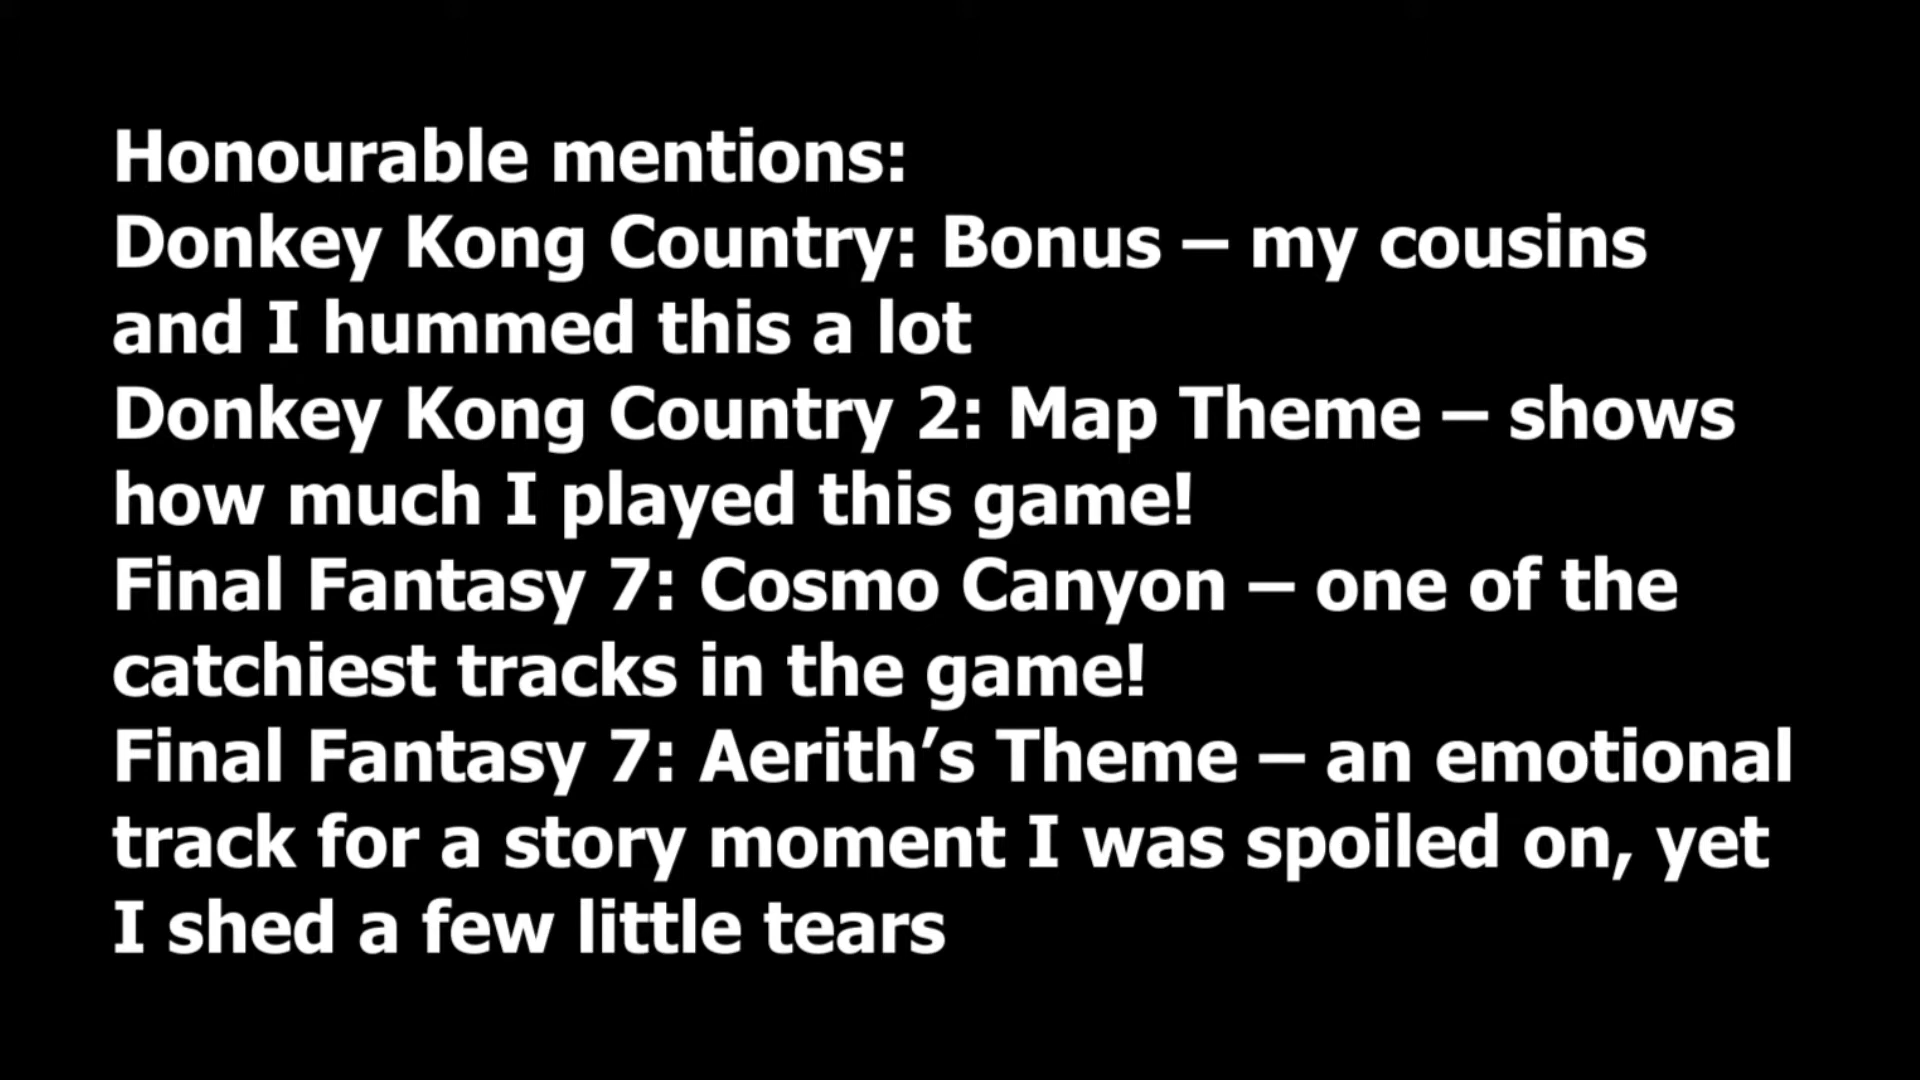 Honourable mentions:
Donkey Kong Country: Bonus – my cousins
and I hummed this a lot
Donkey Kong Country 2: Map Theme – shows
how much I played this game!
Final Fantasy 7: Cosmo Canyon – one of the
catchiest tracks in the game!
Final Fantasy 7: Aerith’s Theme – an emotional
track for a story moment I was spoiled on, yet
I shed a few little tears